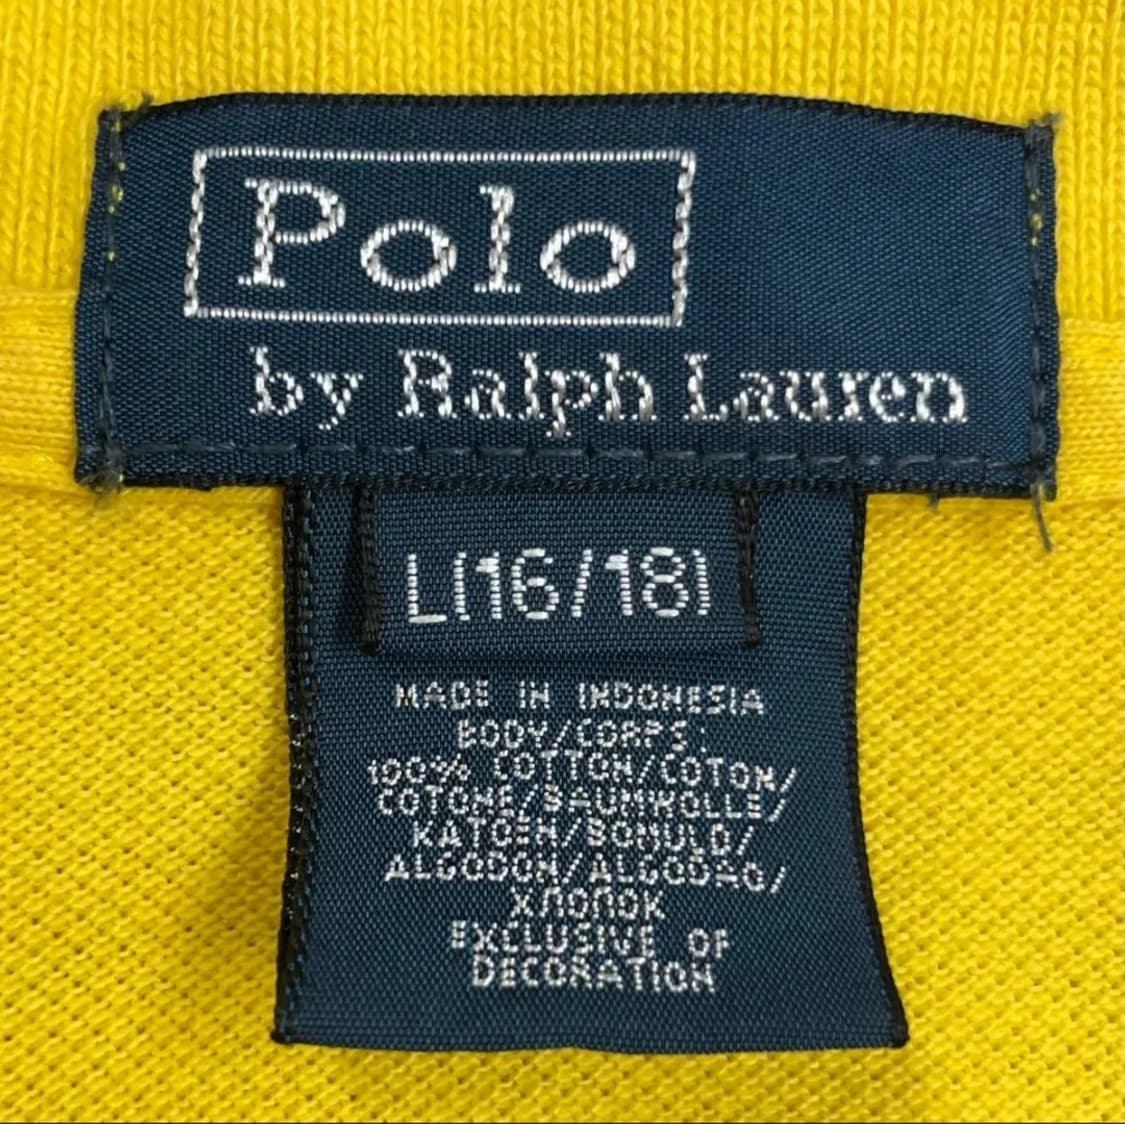 Polo
by Ralph Lauren
L(16/18)
MADE IN INDONESIA
BODY/CORPS:
100% COTTON/COTON/
COTONE/BAUMWOLLE/
KATOEN/BOMULD/
ALGODON/ALGODÃO/
ХЛОПОК
EXCLUSIVE OF
DECORATION